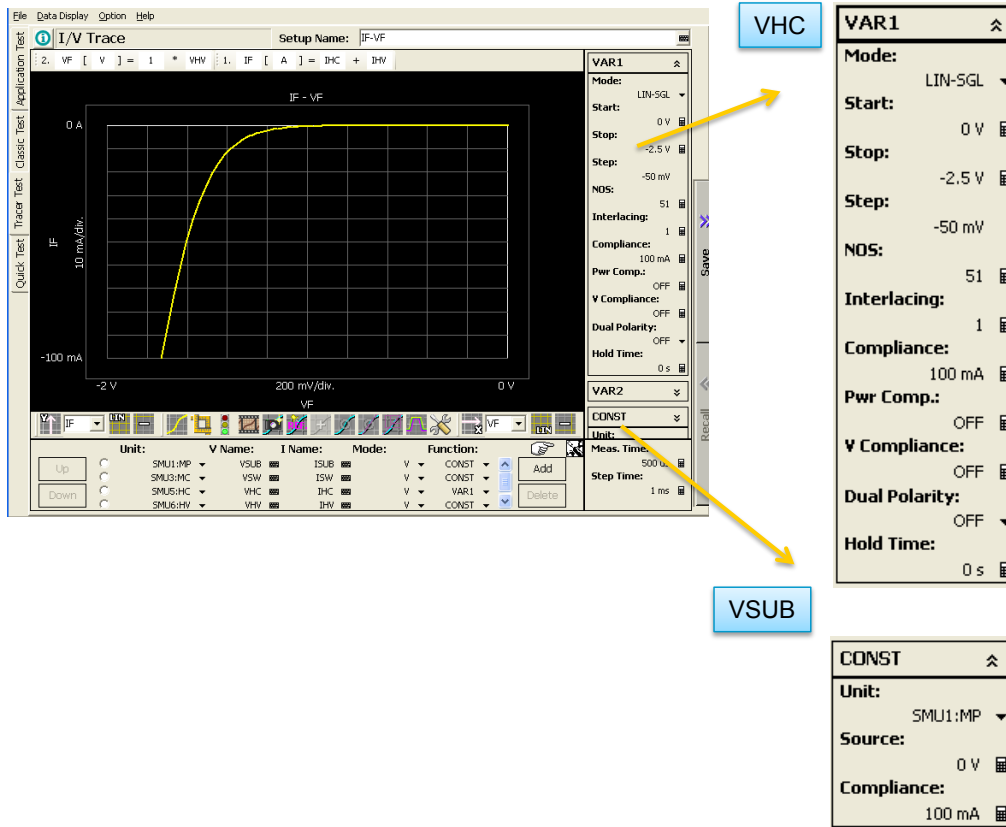 File Data Display Option Help
I/V Trace
Setup Name: IF-VF
2. VF [ V ] = 1 * VHV 1. IF [ A ] = IHC + IHV
Application Test
Classic Test
Tracer Test
Quick Test
IF - VF
0 A
IF
10 mA/div.
-100 mA
-2 V
200 mV/div.
0 V
VF
VAR1
Mode:
LIN-SGL
Start:
0 V
Stop:
-2.5 V
Step:
-50 mV
NOS:
51
Interlacing:
1
Compliance:
100 mA
Pwr Comp.:
OFF
V Compliance:
OFF
Dual Polarity:
OFF
Hold Time:
0 s
VAR2
CONST
Unit:
Meas. Time:
Step Time:
1 ms
Save
Recall
Y IF LIN
X VF LIN
Unit: V Name: I Name: Mode: Function:
Up SMU1:MP VSUB ISUB V CONST Add
SMU3:MC VSW ISW V CONST
Down SMU5:HC VHC IHC V VAR1 Delete
SMU6:HV VHV IHV V CONST
VHC
VAR1
Mode:
LIN-SGL
Start:
0 V
Stop:
-2.5 V
Step:
-50 mV
NOS:
51
Interlacing:
1
Compliance:
100 mA
Pwr Comp.:
OFF
V Compliance:
OFF
Dual Polarity:
OFF
Hold Time:
0 s
VSUB
CONST
Unit:
SMU1:MP
Source:
0 V
Compliance:
100 mA